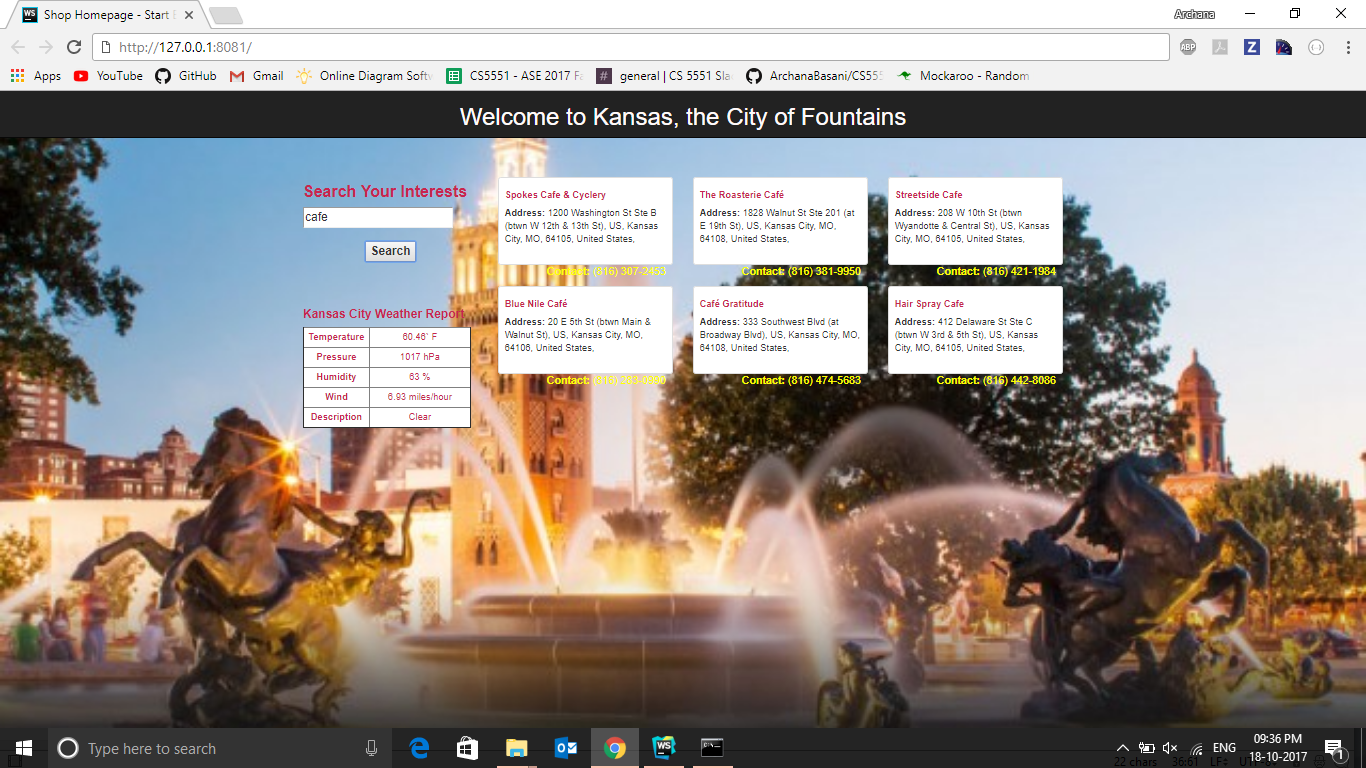 Shop Homepage - Start
Archana
http://127.0.0.1:8081/
ABP
Z
Apps
YouTube
GitHub
Gmail
Online Diagram Softw
CS5551 - ASE 2017 Fa
# general | CS 5551 Sla
ArchanaBasani/CS555
Mockaroo - Random
Welcome to Kansas, the City of Fountains
Search Your Interests
cafe
Search
Kansas City Weather Report
Temperature 60.46° F
Pressure 1017 hPa
Humidity 63 %
Wind 6.93 miles/hour
Description Clear
Spokes Cafe & Cyclery
Address: 1200 Washington St Ste B
(btwn W 12th & 13th St), US, Kansas
City, MO, 64105, United States,
Contact: (816) 307-2453
The Roasterie Café
Address: 1828 Walnut St Ste 201 (at
E 19th St), US, Kansas City, MO,
64108, United States,
Contact: (816) 381-9950
Streetside Cafe
Address: 208 W 10th St (btwn
Wyandotte & Central St), US, Kansas
City, MO, 64105, United States,
Contact: (816) 421-1984
Blue Nile Café
Address: 20 E 5th St (btwn Main &
Walnut St), US, Kansas City, MO,
64106, United States,
Contact: (816) 283-0990
Café Gratitude
Address: 333 Southwest Blvd (at
Broadway Blvd), US, Kansas City, MO,
64108, United States,
Contact: (816) 474-5683
Hair Spray Cafe
Address: 412 Delaware St Ste C
(btwn W 3rd & 5th St), US, Kansas
City, MO, 64105, United States,
Contact: (816) 442-8086
Type here to search
WS
ENG
09:36 PM
18-10-2017
1
22 chars 36:61 LF÷